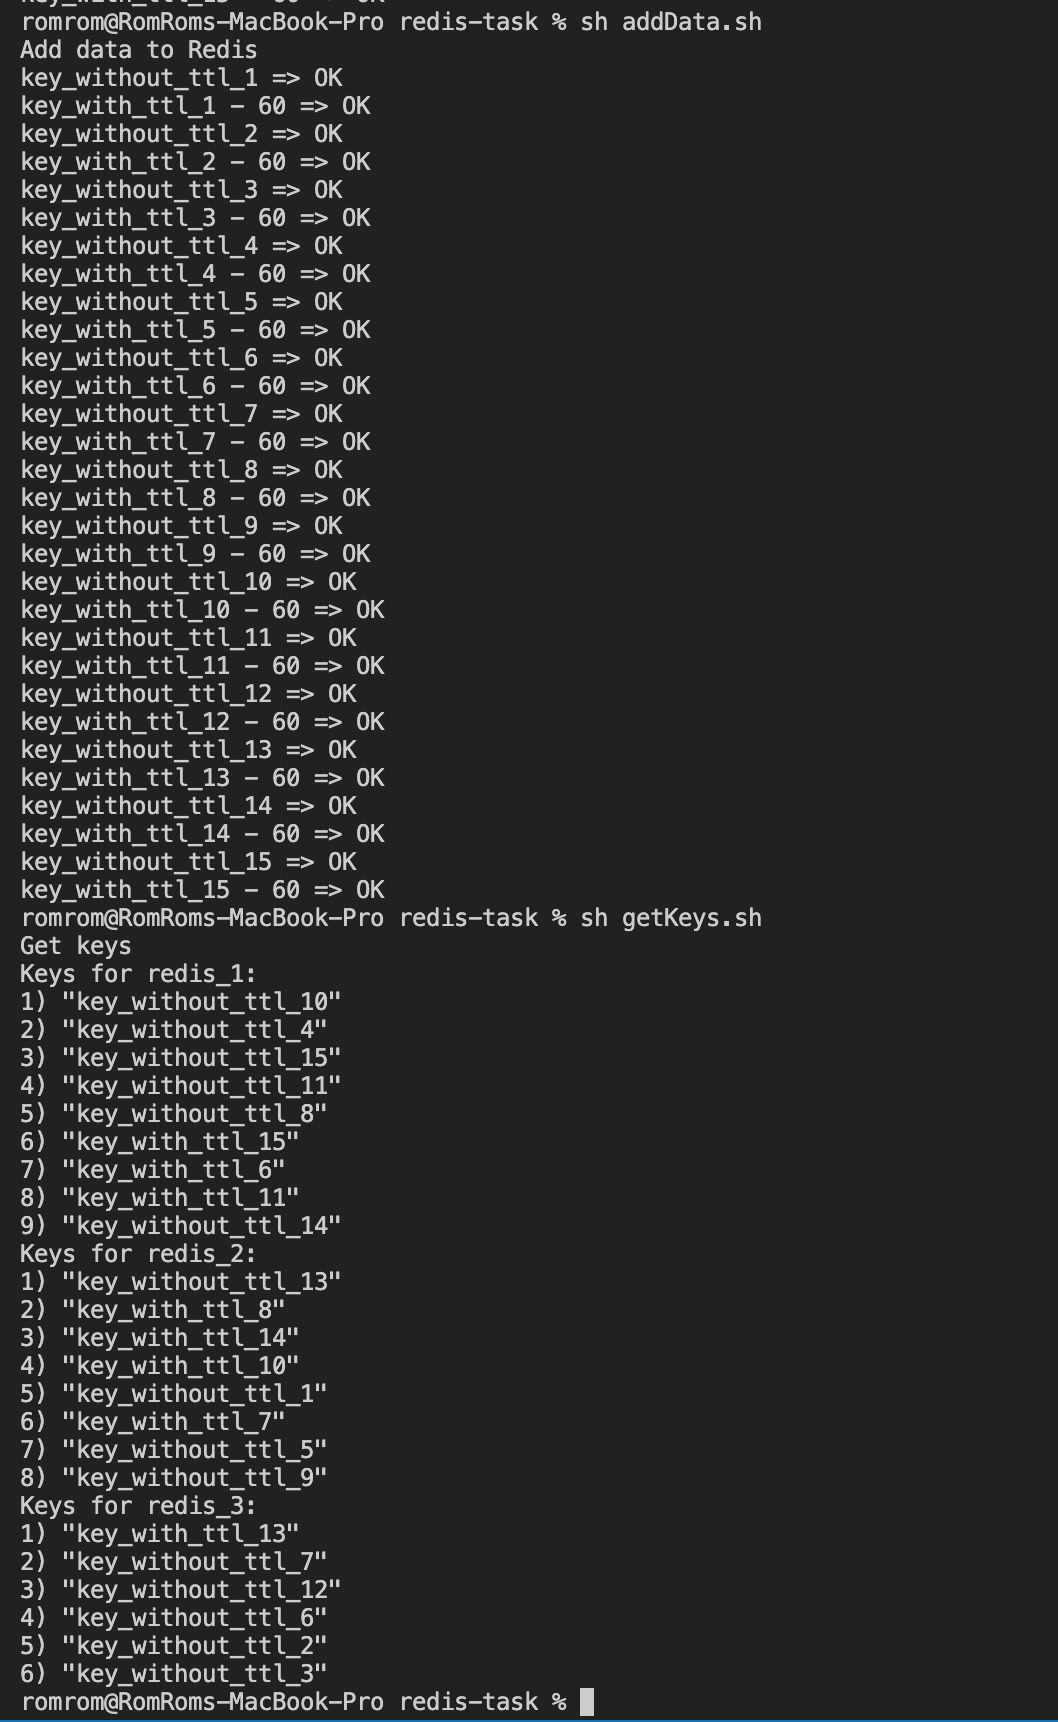 romrom@RomRoms-MacBook-Pro redis-task % sh addData.sh
Add data to Redis
key_without_ttl_1 => OK
key_with_ttl_1 - 60 => OK
key_without_ttl_2 => OK
key_with_ttl_2 - 60 => OK
key_without_ttl_3 => OK
key_with_ttl_3 - 60 => OK
key_without_ttl_4 => OK
key_with_ttl_4 - 60 => OK
key_without_ttl_5 => OK
key_with_ttl_5 - 60 => OK
key_without_ttl_6 => OK
key_with_ttl_6 - 60 => OK
key_without_ttl_7 => OK
key_with_ttl_7 - 60 => OK
key_without_ttl_8 => OK
key_with_ttl_8 - 60 => OK
key_without_ttl_9 => OK
key_with_ttl_9 - 60 => OK
key_without_ttl_10 => OK
key_with_ttl_10 - 60 => OK
key_without_ttl_11 => OK
key_with_ttl_11 - 60 => OK
key_without_ttl_12 => OK
key_with_ttl_12 - 60 => OK
key_without_ttl_13 => OK
key_with_ttl_13 - 60 => OK
key_without_ttl_14 => OK
key_with_ttl_14 - 60 => OK
key_without_ttl_15 => OK
key_with_ttl_15 - 60 => OK
romrom@RomRoms-MacBook-Pro redis-task % sh getKeys.sh
Get keys
Keys for redis_1:
1) "key_without_ttl_10"
2) "key_without_ttl_4"
3) "key_without_ttl_15"
4) "key_without_ttl_11"
5) "key_without_ttl_8"
6) "key_with_ttl_15"
7) "key_with_ttl_6"
8) "key_with_ttl_11"
9) "key_without_ttl_14"
Keys for redis_2:
1) "key_without_ttl_13"
2) "key_with_ttl_8"
3) "key_with_ttl_14"
4) "key_with_ttl_10"
5) "key_without_ttl_1"
6) "key_with_ttl_7"
7) "key_without_ttl_5"
8) "key_without_ttl_9"
Keys for redis_3:
1) "key_with_ttl_13"
2) "key_without_ttl_7"
3) "key_without_ttl_12"
4) "key_without_ttl_6"
5) "key_without_ttl_2"
6) "key_without_ttl_3"
romrom@RomRoms-MacBook-Pro redis-task %